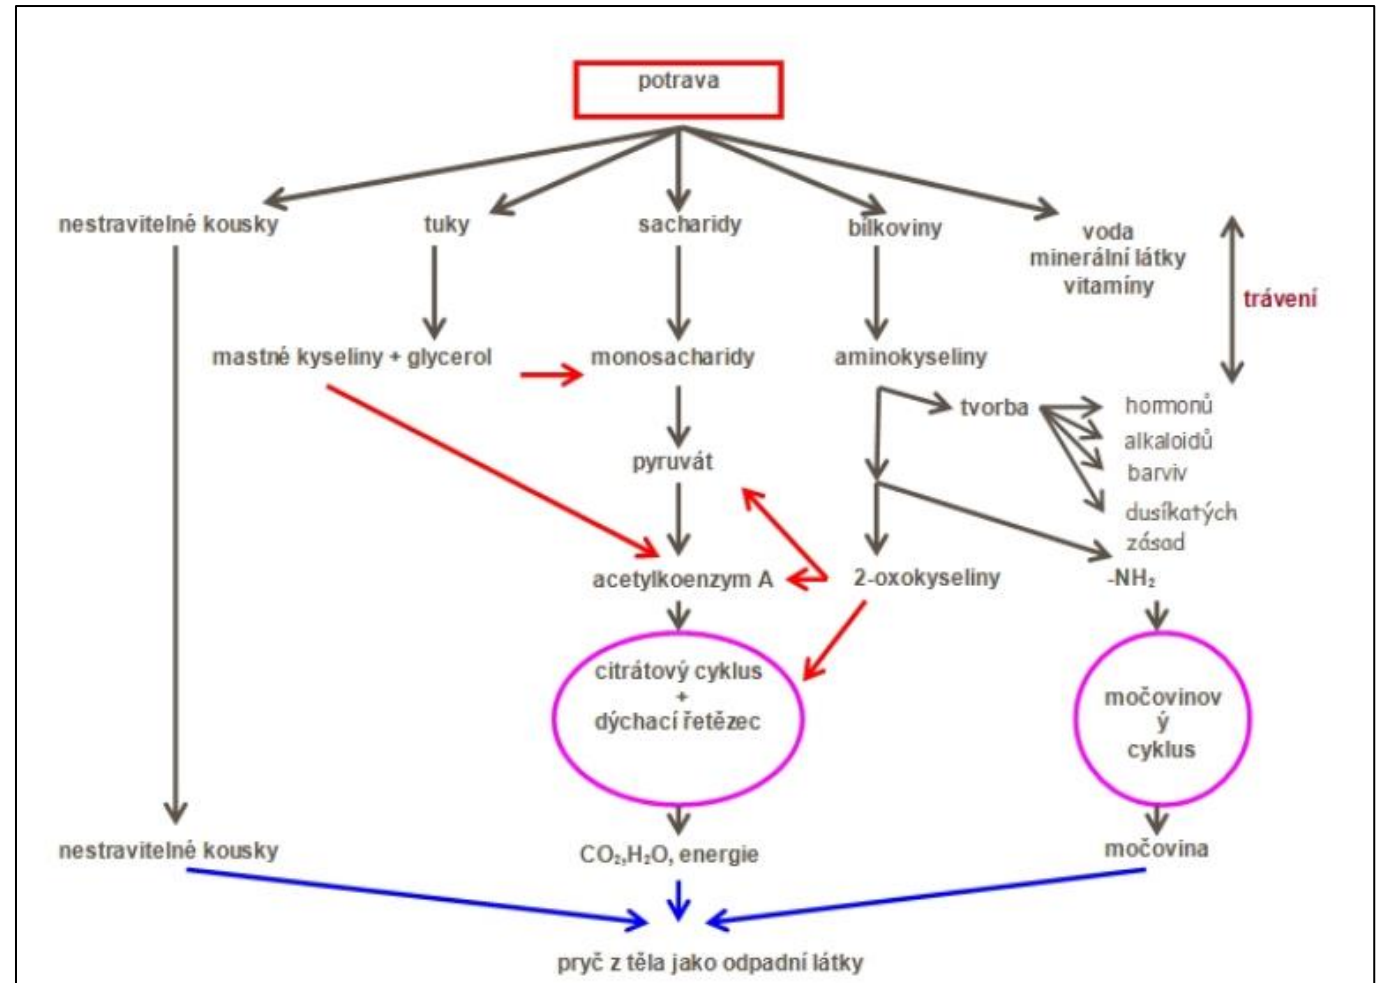 potrava
nestravitelné kousky
tuky
sacharidy
bílkoviny
voda
minerální látky
vitamíny
trávení
mastné kyseliny + glycerol
monosacharidy
aminokyseliny
tvorba
hormonů
alkaloidů
barviv
dusíkatých
zásad
pyruvát
acetylkoenzym A
2-oxokyseliny
-NH₂
citrátový cyklus
+
dýchací řetězec
močovinov
ý
cyklus
nestravitelné kousky
CO₂,H₂O, energie
močovina
pryč z těla jako odpadní látky